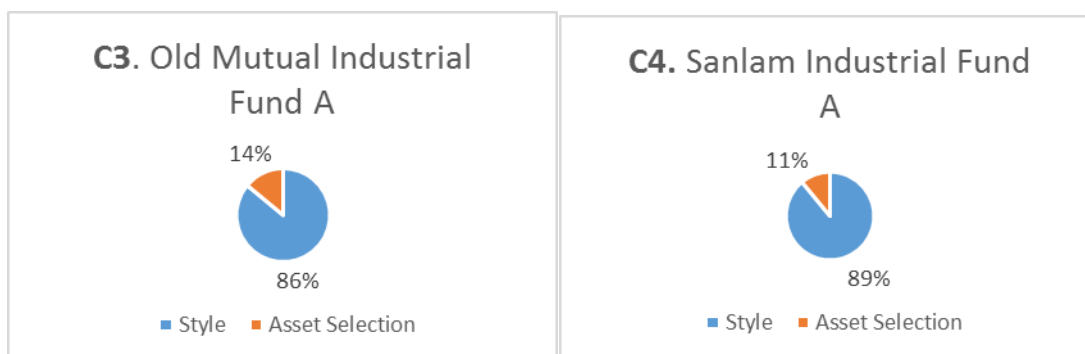 C3. Old Mutual Industrial
Fund A
14%
86%
Style Asset Selection
C4. Sanlam Industrial Fund
A
11%
89%
Style Asset Selection